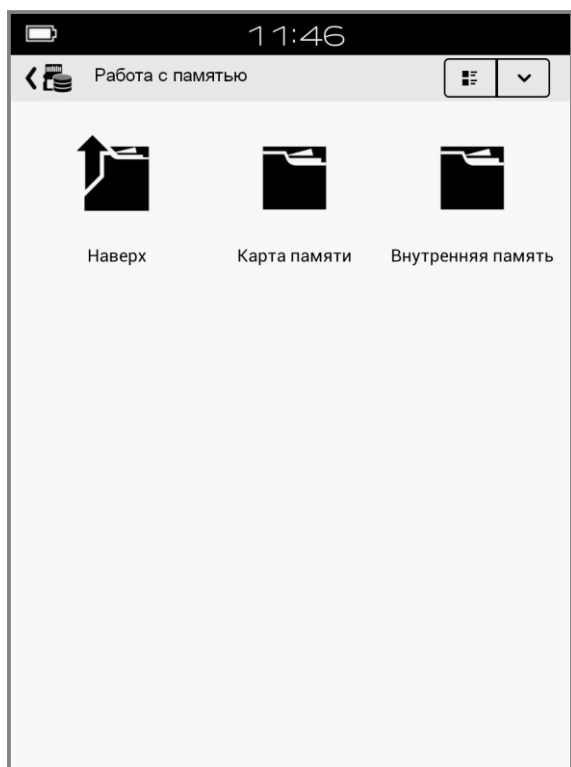 11:46
Работа с памятью
Наверх
Карта памяти
Внутренняя память